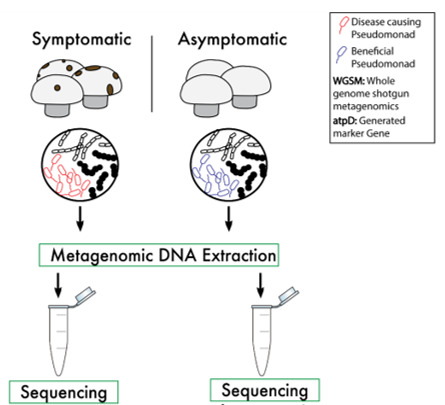 Symptomatic
Asymptomatic
Disease causing
Pseudomonad
Beneficial
Pseudomonad
WGSM: Whole
genome shotgun
metagenomics
atpD: Generated
marker Gene
Metagenomic DNA Extraction
Sequencing
Sequencing